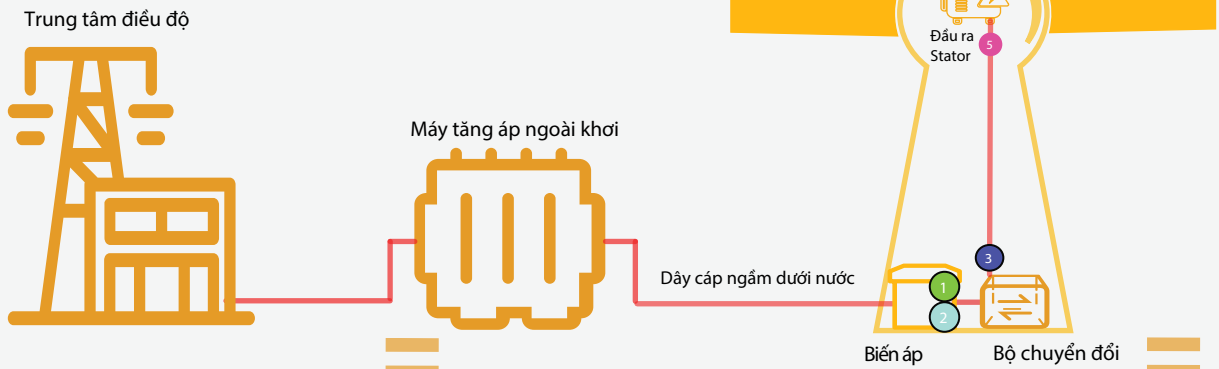 Trung tâm điều độ
Đầu ra
Stator
5
Máy tăng áp ngoài khơi
3
Dây cáp ngầm dưới nước
1
2
Biến áp
Bộ chuyển đổi